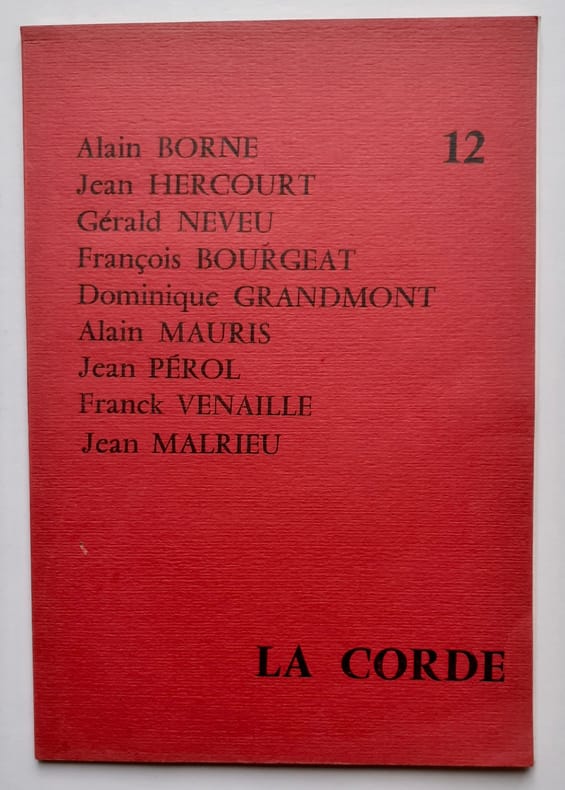 Alain BORNE
12
Jean HERCOURT
Gérald NEVEU
François BOURGEAT
Dominique GRANDMONT
Alain MAURIS
Jean PÉROL
Franck VENAILLE
Jean MALRIEU
LA CORDE